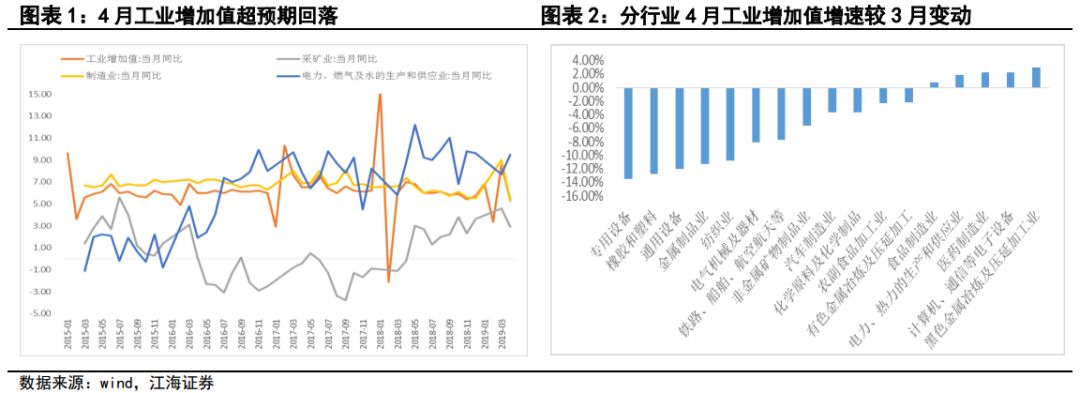 图表 1：4 月工业增加值超预期回落
图表 2：分行业 4 月工业增加值增速较 3 月变动
工业增加值:当月同比
采矿业:当月同比
制造业:当月同比
电力、燃气及水的生产和供应业:当月同比
15.00
13.00
11.00
9.00
7.00
5.00
3.00
1.00
-1.00
-3.00
-5.00
2015-01
2015-03
2015-05
2015-07
2015-09
2015-11
2016-01
2016-03
2016-05
2016-07
2016-09
2016-11
2017-01
2017-03
2017-05
2017-07
2017-09
2017-11
2018-01
2018-03
2018-05
2018-07
2018-09
2018-11
2019-01
2019-03
4.00%
2.00%
0.00%
-2.00%
-4.00%
-6.00%
-8.00%
-10.00%
-12.00%
-14.00%
-16.00%
专用设备
橡胶和塑料
通用设备
金属制品业
纺织业
电气机械及器材
铁路、船舶、航空航天等
非金属矿物制品业
汽车制造业
化学原料及化学制品
农副食品加工业
有色金属冶炼及压延加工
食品制造业
电力、热力的生产和供应业
医药制造业
计算机、通信等电子设备
黑色金属冶炼及压延加工业
数据来源：wind，江海证券